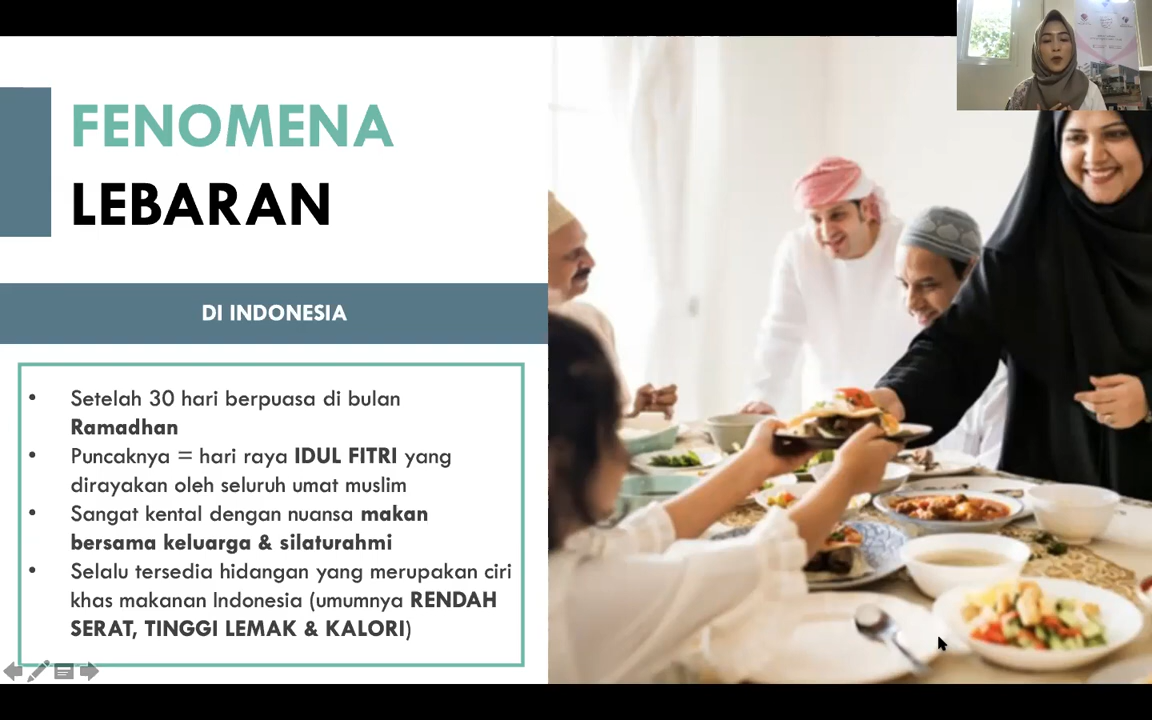 FENOMENA
LEBARAN
DI INDONESIA
• Setelah 30 hari berpuasa di bulan
Ramadhan
• Puncaknya = hari raya IDUL FITRI yang
dirayakan oleh seluruh umat muslim
• Sangat kental dengan nuansa makan
bersama keluarga & silaturahmi
• Selalu tersedia hidangan yang merupakan ciri
khas makanan Indonesia (umumnya RENDAH
SERAT, TINGGI LEMAK & KALORI)